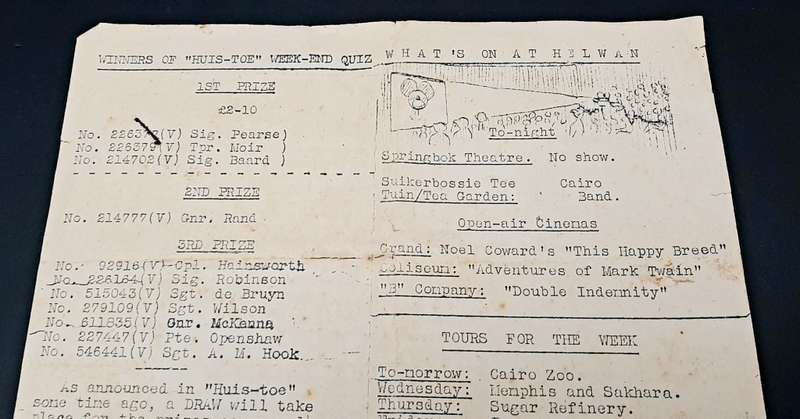 WINNERS OF "HUIS-TOE" WEEK-END QUIZ
1ST PRIZE
£2-10
No. 226373(V) Sig. Pearse )
No. 226379(V) Tpr. Moir )
No. 214702(V) Sig. Baard )
2ND PRIZE
No. 214777(V) Gnr. Rand
3RD PRIZE
No. 92916(V) Cpl. Hainsworth
No. 226164(V) Sig. Robinson
No. 515043(V) Sgt. de Bruyn
No. 279109(V) Sgt. Wilson
No. 611835(V) Gnr. McKenna
No. 227447(V) Pte. Openshaw
No. 546441(V) Sgt. A. M. Hook
As announced in "Huis-toe"
some time ago, a DRAW will take
WHAT'S ON AT HELWAN
To-night
Springbok Theatre. No show.
Suikerbossie Tee Cairo
Tuin/Tea Garden: Band.
Open-air Cinemas
Grand: Noel Coward's "This Happy Breed"
Coliseum: "Adventures of Mark Twain"
"B" Company: "Double Indemnity"
TOURS FOR THE WEEK
To-morrow: Cairo Zoo.
Wednesday: Memphis and Sakhara.
Thursday: Sugar Refinery.